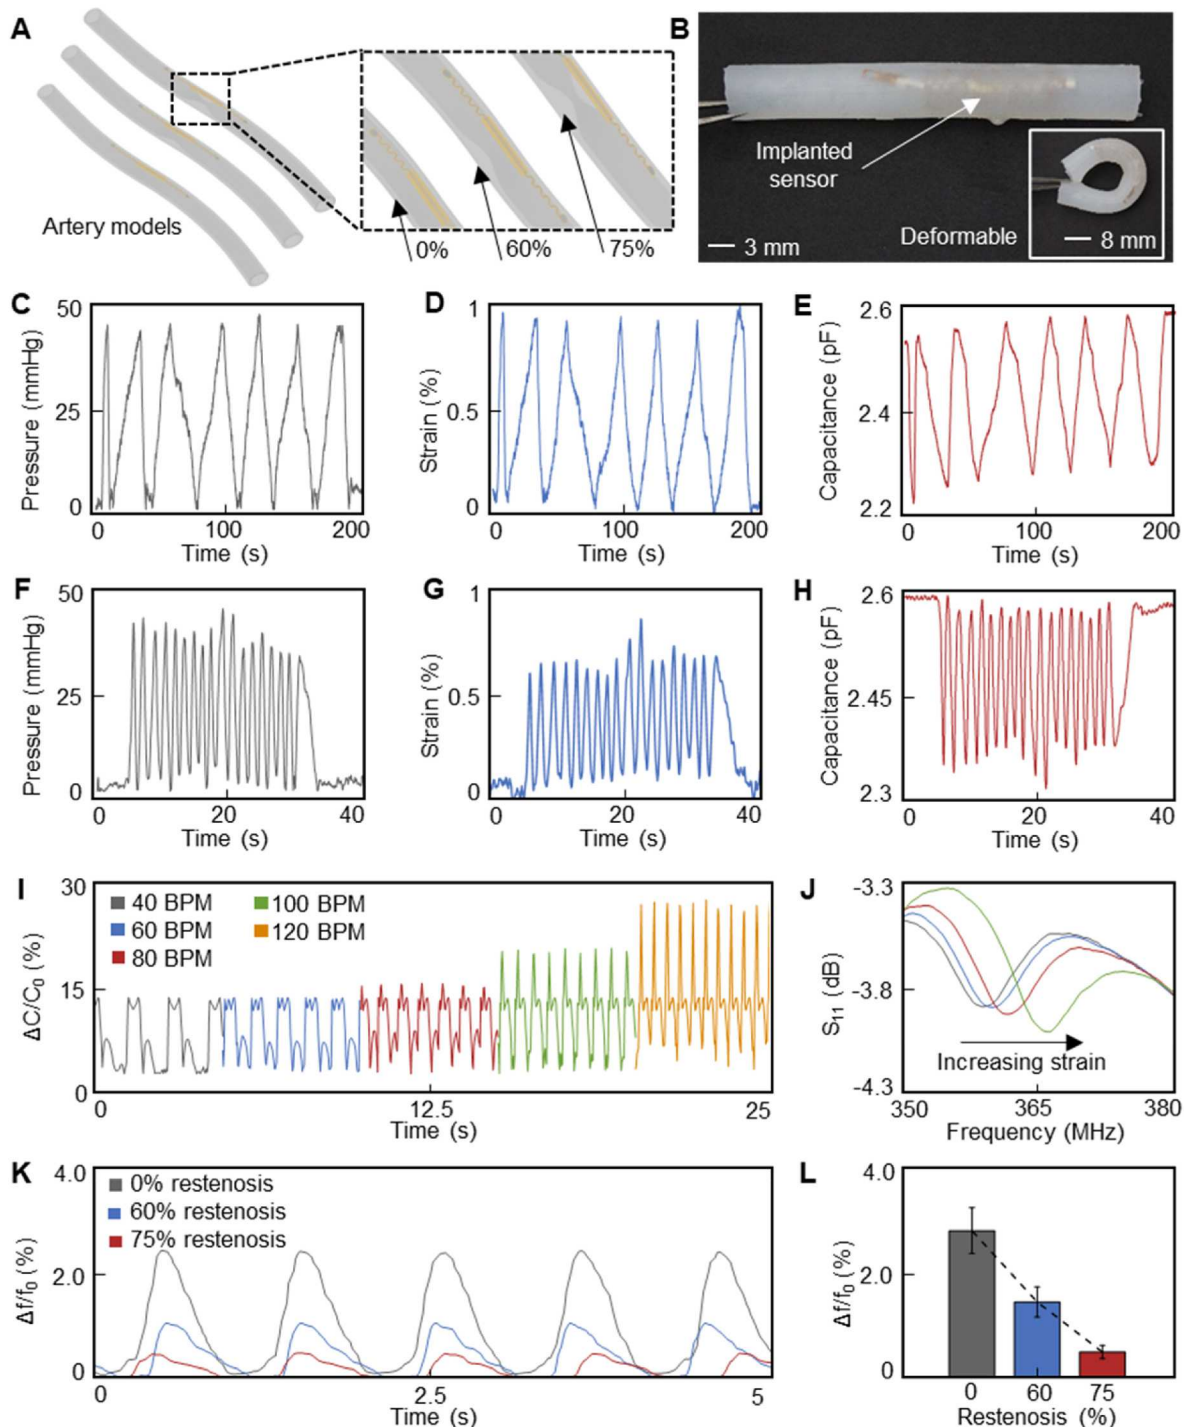 A
Artery models
0%
60%
75%
B
Implanted
sensor
Deformable
3 mm
8 mm
C
Pressure (mmHg)
50
25
0
0
100
200
Time (s)
D
Strain (%)
1
0.5
0
0
100
200
Time (s)
E
Capacitance (pF)
2.6
2.4
2.2
0
100
200
Time (s)
F
Pressure (mmHg)
50
25
0
0
20
40
Time (s)
G
Strain (%)
1
0.5
0
0
20
40
Time (s)
H
Capacitance (pF)
2.6
2.45
2.3
0
20
40
Time (s)
I
ΔC/C0 (%)
30
15
0
40 BPM
60 BPM
80 BPM
100 BPM
120 BPM
0
12.5
25
Time (s)
J
S11 (dB)
-3.3
-3.8
-4.3
Increasing strain
350
365
380
Frequency (MHz)
K
Δf/f0 (%)
4.0
2.0
0
0% restenosis
60% restenosis
75% restenosis
0
2.5
5
Time (s)
L
Δf/f0 (%)
4.0
2.0
0
0
60
75
Restenosis (%)